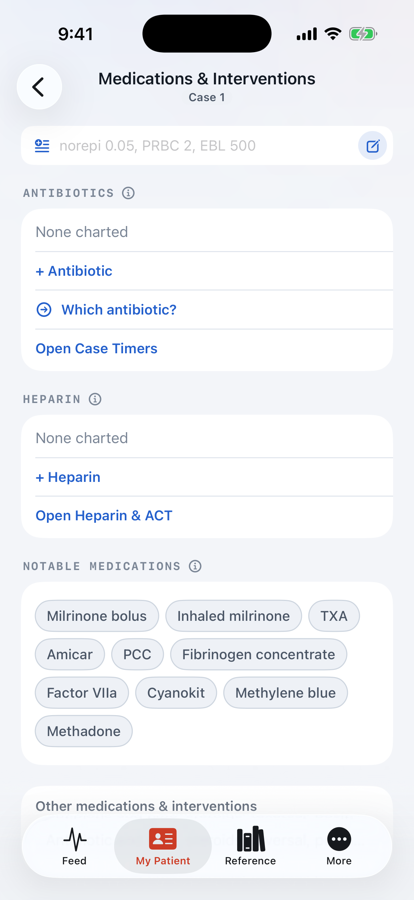 9:41
Medications & Interventions
Case 1
norepi 0.05, PRBC 2, EBL 500
ANTIBIOTICS
None charted
+ Antibiotic
Which antibiotic?
Open Case Timers
HEPARIN
None charted
+ Heparin
Open Heparin & ACT
NOTABLE MEDICATIONS
Milrinone bolus Inhaled milrinone TXA
Amicar PCC Fibrinogen concentrate
Factor VIIa Cyanokit Methylene blue
Methadone
Other medications & interventions
Feed My Patient Reference More